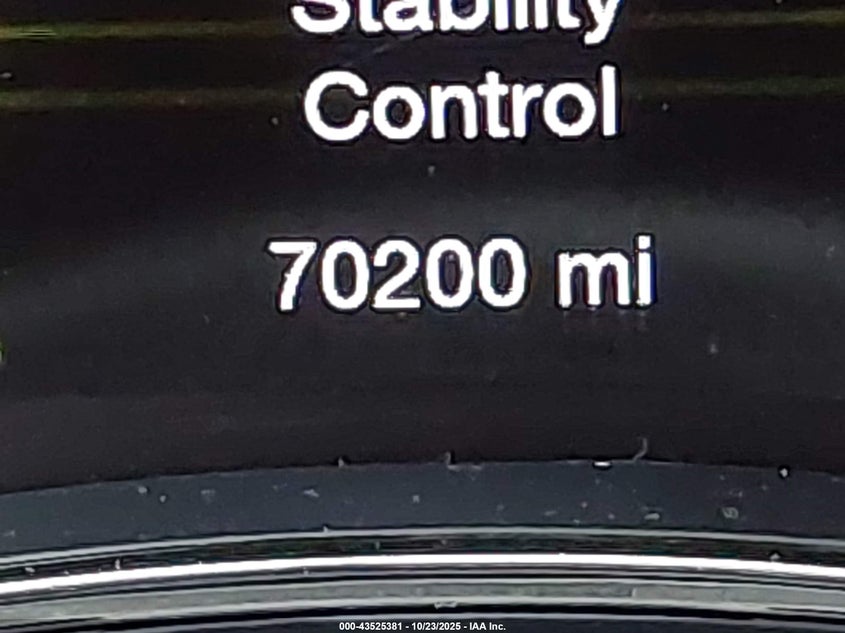 Stability
Control
70200 mi
000-43525381 - 10/23/2025 - IAA Inc.